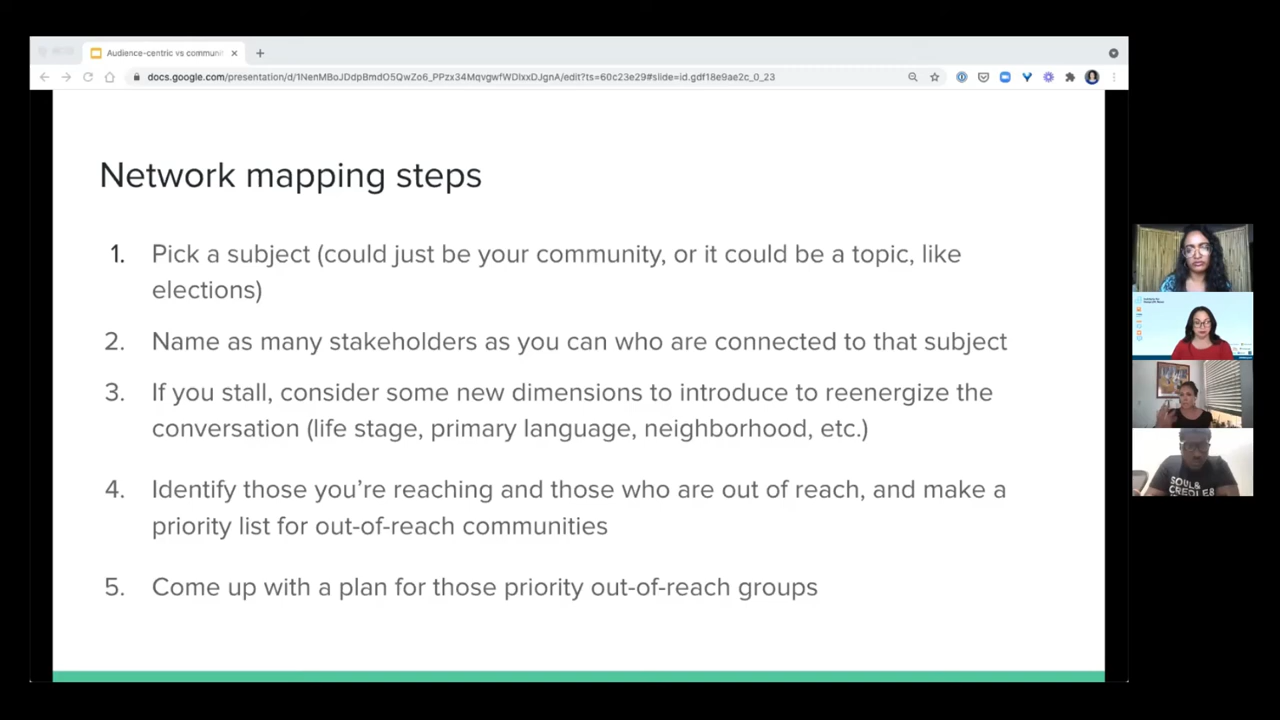 Audience-centric vs commun
docs.google.com/presentation/d/1NenMBoJDdpBmdO5QwZo6_PPzx34MqvgwfWDIxxDJgnA/edit?ts=60c23e29#slide=id.gdf18e9ae2c_0_23
Network mapping steps
1. Pick a subject (could just be your community, or it could be a topic, like
elections)
2. Name as many stakeholders as you can who are connected to that subject
3. If you stall, consider some new dimensions to introduce to reenergize the
conversation (life stage, primary language, neighborhood, etc.)
4. Identify those you’re reaching and those who are out of reach, and make a
priority list for out-of-reach communities
5. Come up with a plan for those priority out-of-reach groups
SOUL&